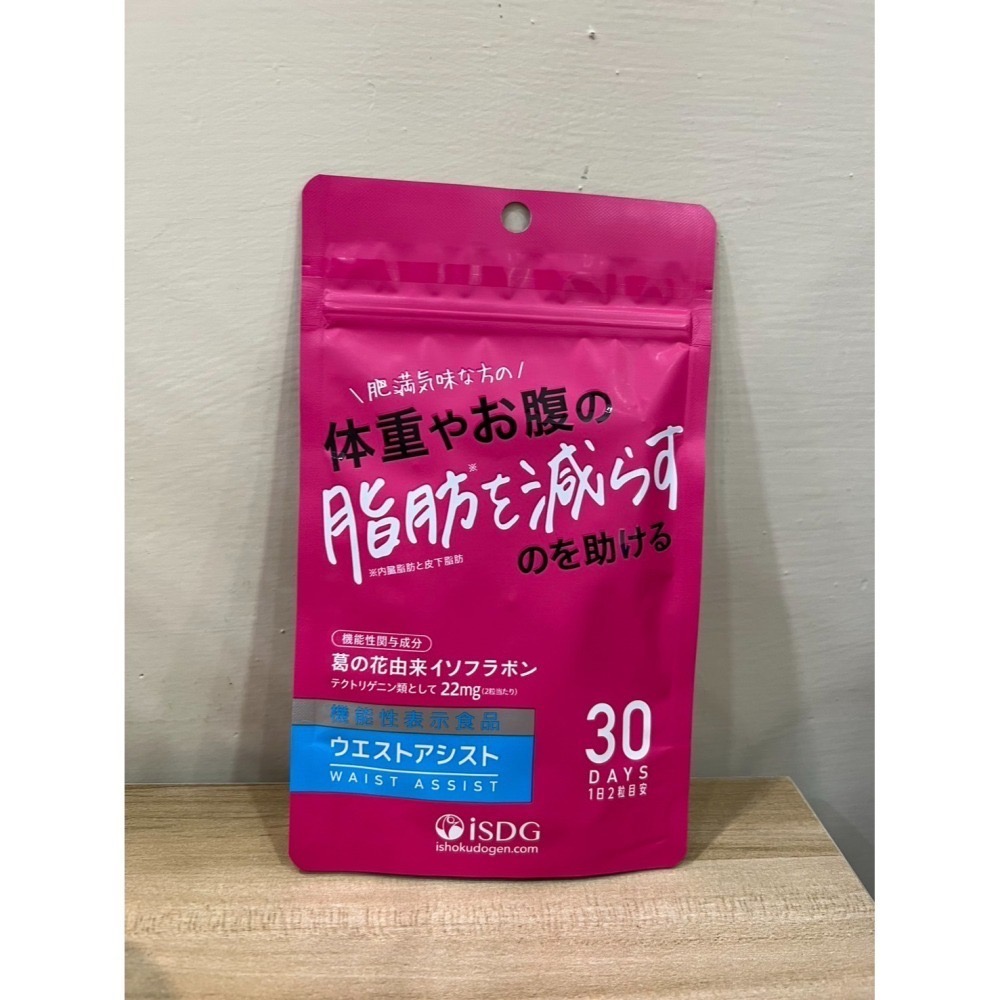 \ 肥満気味な方の /
体重やお腹の
脂肪※を減らす
のを助ける
※内臓脂肪と皮下脂肪
機能性関与成分
葛の花由来イソフラボン
テクトリゲニン類として 22mg(2粒当たり)
機能性表示食品
ウエストアシスト
WAIST ASSIST
30
DAYS
1日2粒目安
iSDG
ishokudogen.com